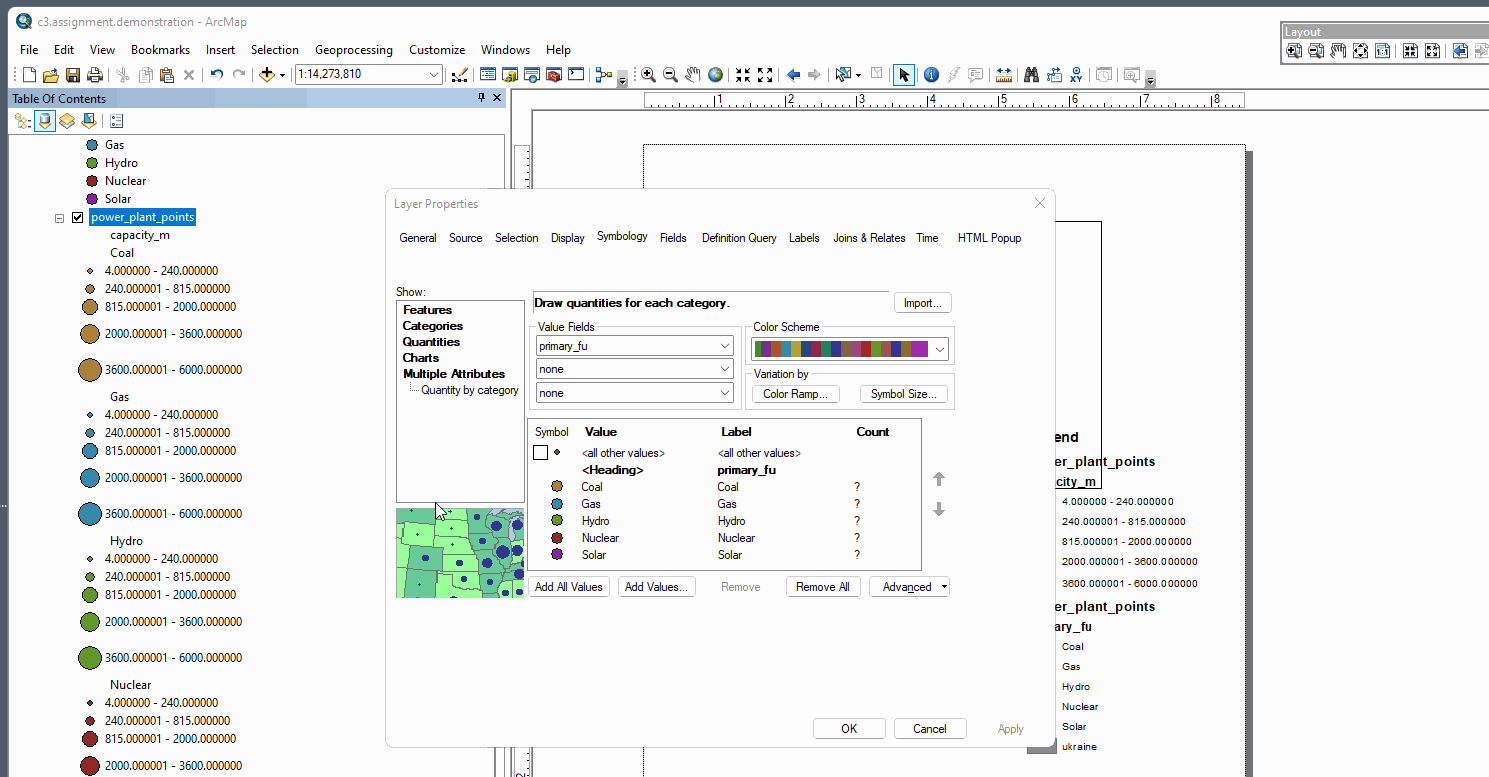 c3.assignment.demonstration - ArcMap
File Edit View Bookmarks Insert Selection Geoprocessing Customize Windows Help
Layout
1:14,273,810
1:1
XY
Table Of Contents
1 2 3 4 5 6 7 8
Gas
Hydro
Nuclear
Solar
power_plant_points
capacity_m
Coal
4.000000 - 240.000000
240.000001 - 815.000000
815.000001 - 2000.000000
2000.000001 - 3600.000000
3600.000001 - 6000.000000
Gas
4.000000 - 240.000000
240.000001 - 815.000000
815.000001 - 2000.000000
2000.000001 - 3600.000000
3600.000001 - 6000.000000
Hydro
4.000000 - 240.000000
240.000001 - 815.000000
815.000001 - 2000.000000
2000.000001 - 3600.000000
3600.000001 - 6000.000000
Nuclear
4.000000 - 240.000000
240.000001 - 815.000000
815.000001 - 2000.000000
2000.000001 - 3600.000000
Layer Properties
General Source Selection Display Symbology Fields Definition Query Labels Joins & Relates Time HTML Popup
Show:
Features
Categories
Quantities
Charts
Multiple Attributes
Quantity by category
Draw quantities for each category.
Import...
Value Fields
primary_fu
none
none
Color Scheme
Variation by
Color Ramp...
Symbol Size...
Symbol Value Label Count
<all other values> <all other values>
<Heading> primary_fu
Coal Coal ?
Gas Gas ?
Hydro Hydro ?
Nuclear Nuclear ?
Solar Solar ?
Add All Values Add Values... Remove Remove All Advanced
OK Cancel Apply
end
er_plant_points
city_m
4.000000 - 240.000000
240.000001 - 815.000000
815.000001 - 2000.000000
2000.000001 - 3600.000000
3600.000001 - 6000.000000
er_plant_points
ary_fu
Coal
Gas
Hydro
Nuclear
Solar
ukraine